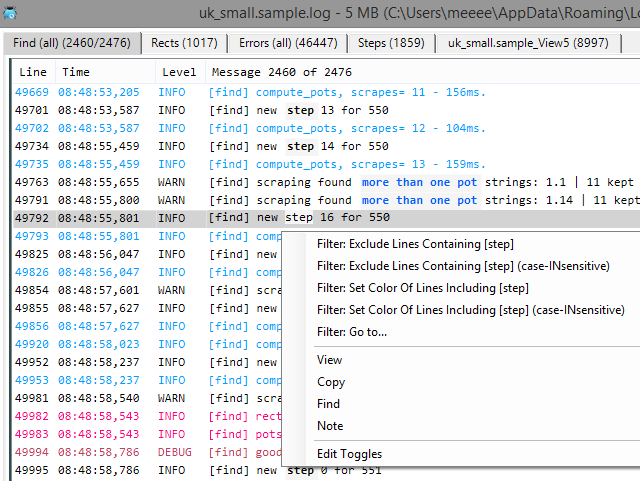 uk_small.sample.log - 5 MB (C:\Users\meeee\AppData\Roaming\Lo
Find (all) (2460/2476) Rects (1017) Errors (all) (46447) Steps (1859) uk_small.sample_View5 (8997)
Line Time Level Message 2460 of 2476
49669 08:48:53,205 INFO [find] compute_pots, scrapes= 11 - 156ms.
49701 08:48:53,587 INFO [find] new step 13 for 550
49702 08:48:53,587 INFO [find] compute_pots, scrapes= 12 - 104ms.
49734 08:48:55,459 INFO [find] new step 14 for 550
49735 08:48:55,459 INFO [find] compute_pots, scrapes= 13 - 159ms.
49763 08:48:55,655 WARN [find] scraping found more than one pot strings: 1.1 | 11 kept
49791 08:48:55,800 WARN [find] scraping found more than one pot strings: 1.14 | 11 kept
49792 08:48:55,801 INFO [find] new step 16 for 550
49793 08:48:55,801 INFO [find] comp
49825 08:48:56,047 INFO [find] new
49826 08:48:56,047 INFO [find] comp
49854 08:48:57,601 WARN [find] scra
49855 08:48:57,627 INFO [find] new
49856 08:48:57,627 INFO [find] comp
49920 08:48:58,023 INFO [find] comp
49952 08:48:58,237 INFO [find] new
49953 08:48:58,237 INFO [find] comp
49981 08:48:58,540 WARN [find] scra
49982 08:48:58,543 INFO [find] rect
49983 08:48:58,543 INFO [find] pots
49994 08:48:58,786 DEBUG [find] good
49995 08:48:58,786 INFO [find] new step 0 for 551
Filter: Exclude Lines Containing [step]
Filter: Exclude Lines Containing [step] (case-INsensitive)
Filter: Set Color Of Lines Including [step]
Filter: Set Color Of Lines Including [step] (case-INsensitive)
Filter: Go to...
View
Copy
Find
Note
Edit Toggles